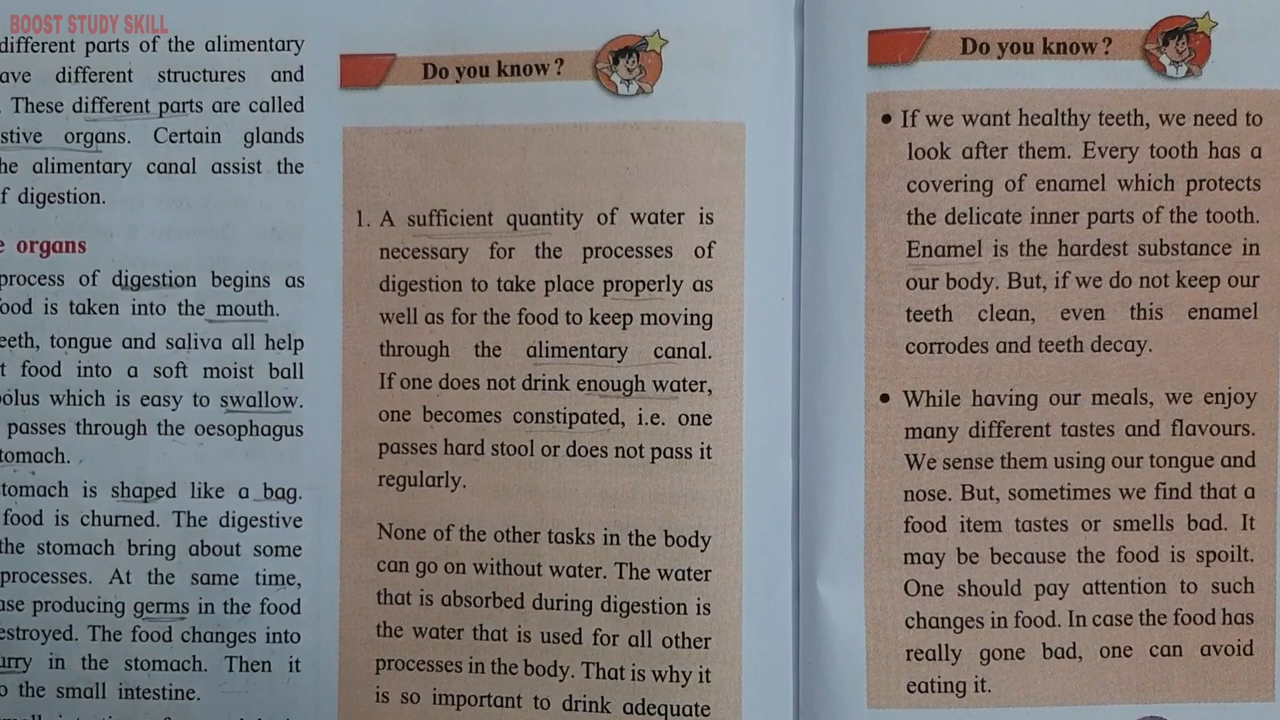 BOOST STUDY SKILL
different parts of the alimentary
have different structures and
. These different parts are called
stive organs. Certain glands
he alimentary canal assist the
f digestion.
e organs
process of digestion begins as
ood is taken into the mouth.
eeth, tongue and saliva all help
t food into a soft moist ball
olus which is easy to swallow.
passes through the oesophagus
tomach.
tomach is shaped like a bag.
food is churned. The digestive
the stomach bring about some
processes. At the same time,
ase producing germs in the food
estroyed. The food changes into
urry in the stomach. Then it
o the small intestine.
Do you know?
1. A sufficient quantity of water is
necessary for the processes of
digestion to take place properly as
well as for the food to keep moving
through the alimentary canal.
If one does not drink enough water,
one becomes constipated, i.e. one
passes hard stool or does not pass it
regularly.
None of the other tasks in the body
can go on without water. The water
that is absorbed during digestion is
the water that is used for all other
processes in the body. That is why it
is so important to drink adequate
Do you know?
• If we want healthy teeth, we need to
look after them. Every tooth has a
covering of enamel which protects
the delicate inner parts of the tooth.
Enamel is the hardest substance in
our body. But, if we do not keep our
teeth clean, even this enamel
corrodes and teeth decay.
• While having our meals, we enjoy
many different tastes and flavours.
We sense them using our tongue and
nose. But, sometimes we find that a
food item tastes or smells bad. It
may be because the food is spoilt.
One should pay attention to such
changes in food. In case the food has
really gone bad, one can avoid
eating it.